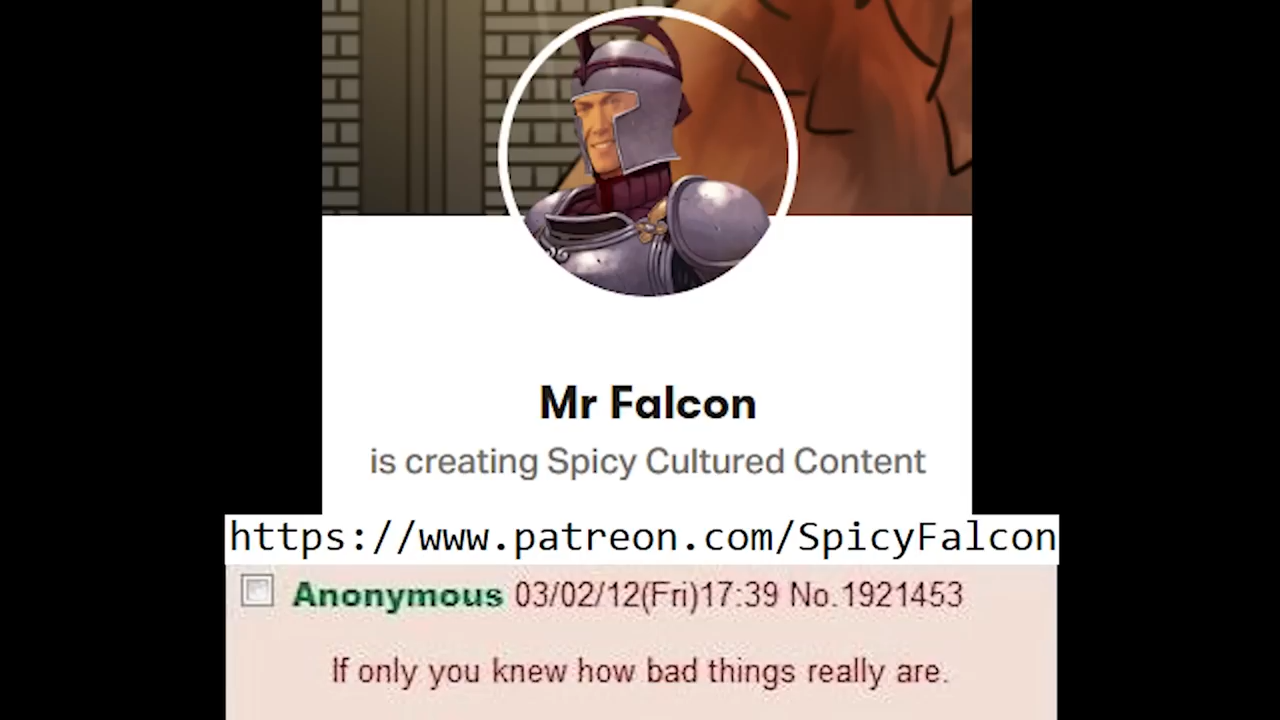 Mr Falcon
is creating Spicy Cultured Content
https://www.patreon.com/SpicyFalcon
Anonymous 03/02/12(Fri)17:39 No.1921453
If only you knew how bad things really are.